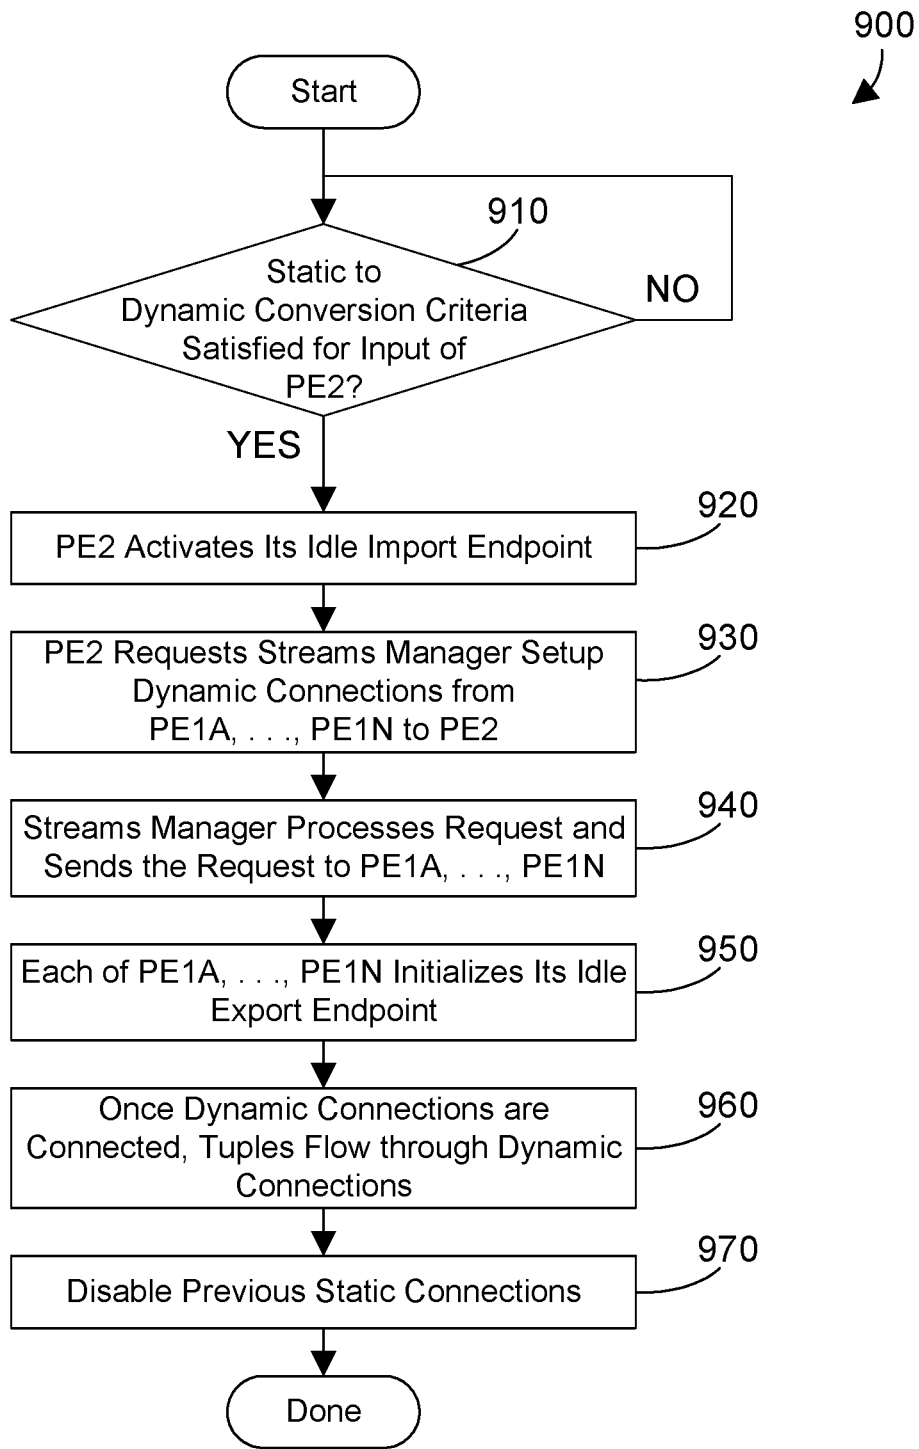 900
Start
910
Static to
Dynamic Conversion Criteria
Satisfied for Input of
PE2?
NO
YES
920
PE2 Activates Its Idle Import Endpoint
930
PE2 Requests Streams Manager Setup
Dynamic Connections from
PE1A, . . ., PE1N to PE2
940
Streams Manager Processes Request and
Sends the Request to PE1A, . . ., PE1N
950
Each of PE1A, . . ., PE1N Initializes Its Idle
Export Endpoint
960
Once Dynamic Connections are
Connected, Tuples Flow through Dynamic
Connections
970
Disable Previous Static Connections
Done